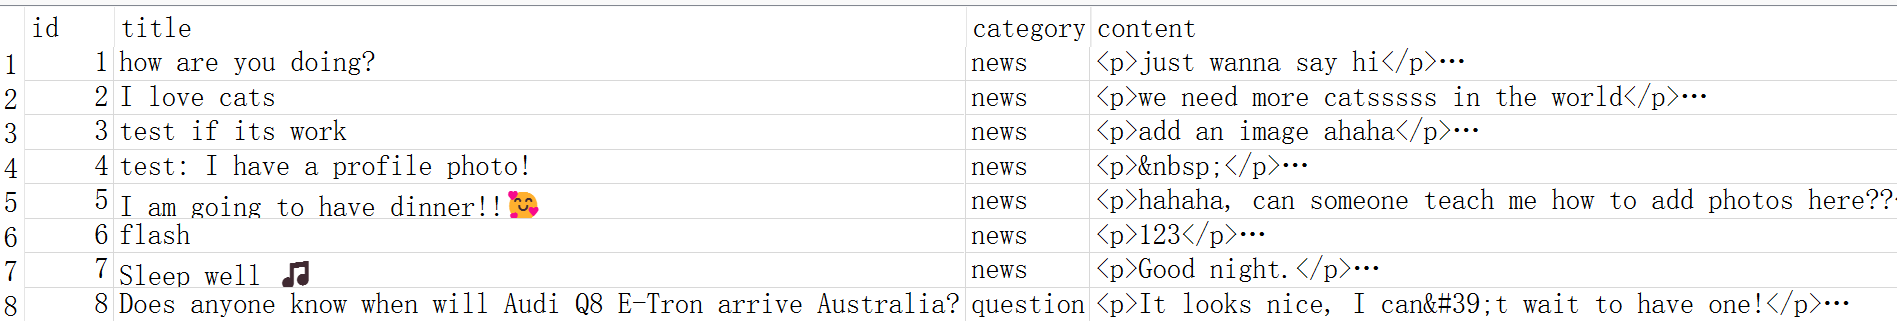 id title category content
1 1 how are you doing? news <p>just wanna say hi</p>…
2 2 I love cats news <p>we need more catsssss in the world</p>…
3 3 test if its work news <p>add an image ahaha</p>…
4 4 test: I have a profile photo! news <p>&nbsp;</p>…
5 5 I am going to have dinner!!🥰 news <p>hahaha, can someone teach me how to add photos here??
6 6 flash news <p>123</p>…
7 7 Sleep well 🎵 news <p>Good night.</p>…
8 8 Does anyone know when will Audi Q8 E-Tron arrive Australia? question <p>It looks nice, I can&#39;t wait to have one!</p>…